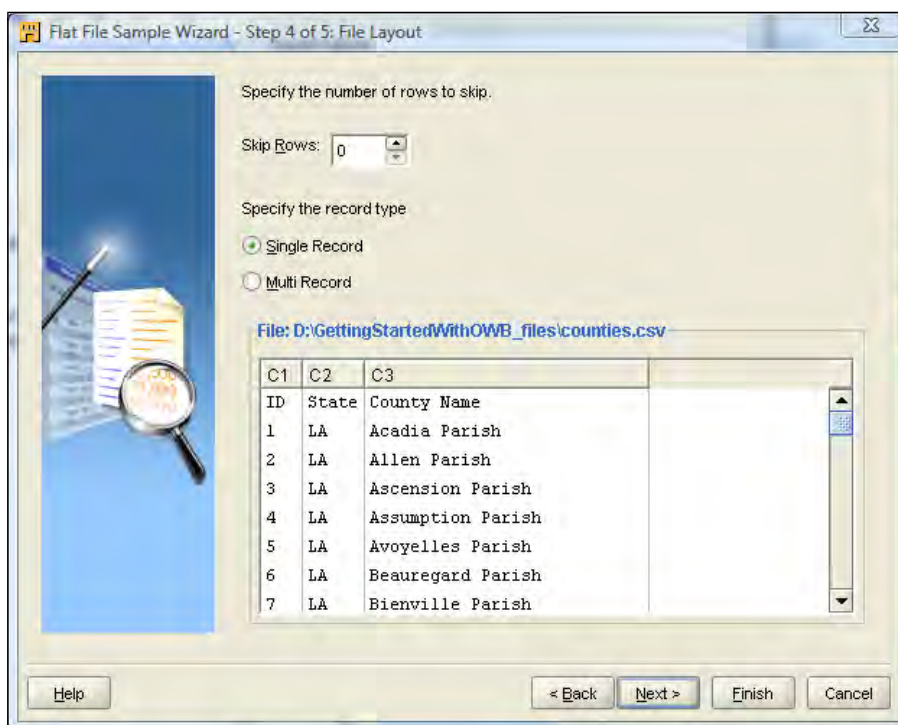 Flat File Sample Wizard - Step 4 of 5: File Layout
Specify the number of rows to skip.
Skip Rows: 0
Specify the record type
Single Record
Multi Record
File: D:\GettingStartedWithOWB_files\counties.csv
C1 C2 C3
ID State County Name
1 LA Acadia Parish
2 LA Allen Parish
3 LA Ascension Parish
4 LA Assumption Parish
5 LA Avoyelles Parish
6 LA Beauregard Parish
7 LA Bienville Parish
Help < Back Next > Finish Cancel